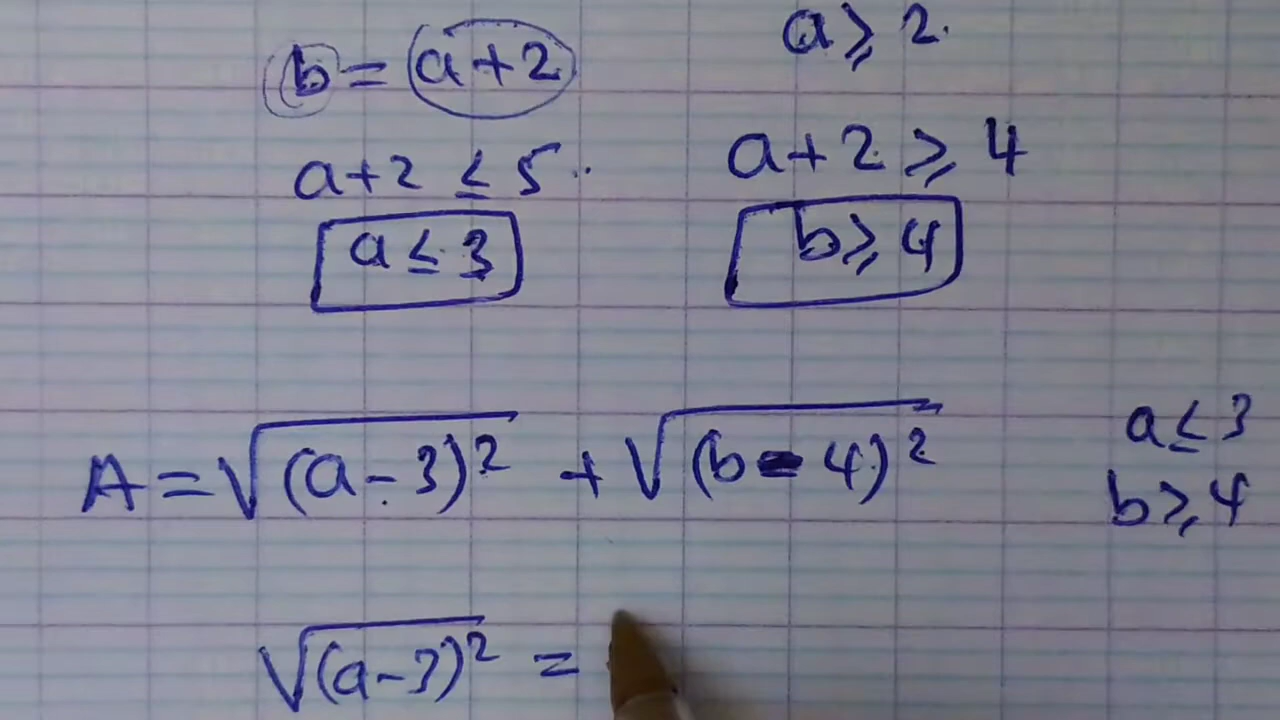 b = a+2
a ⩾ 2.
a+2 ≤ 5.
a+2 ⩾ 4
a ≤ 3
b ⩾ 4
A = √(a-3)² + √(b-4)²
a ≤ 3
b ⩾ 4
√(a-3)² =